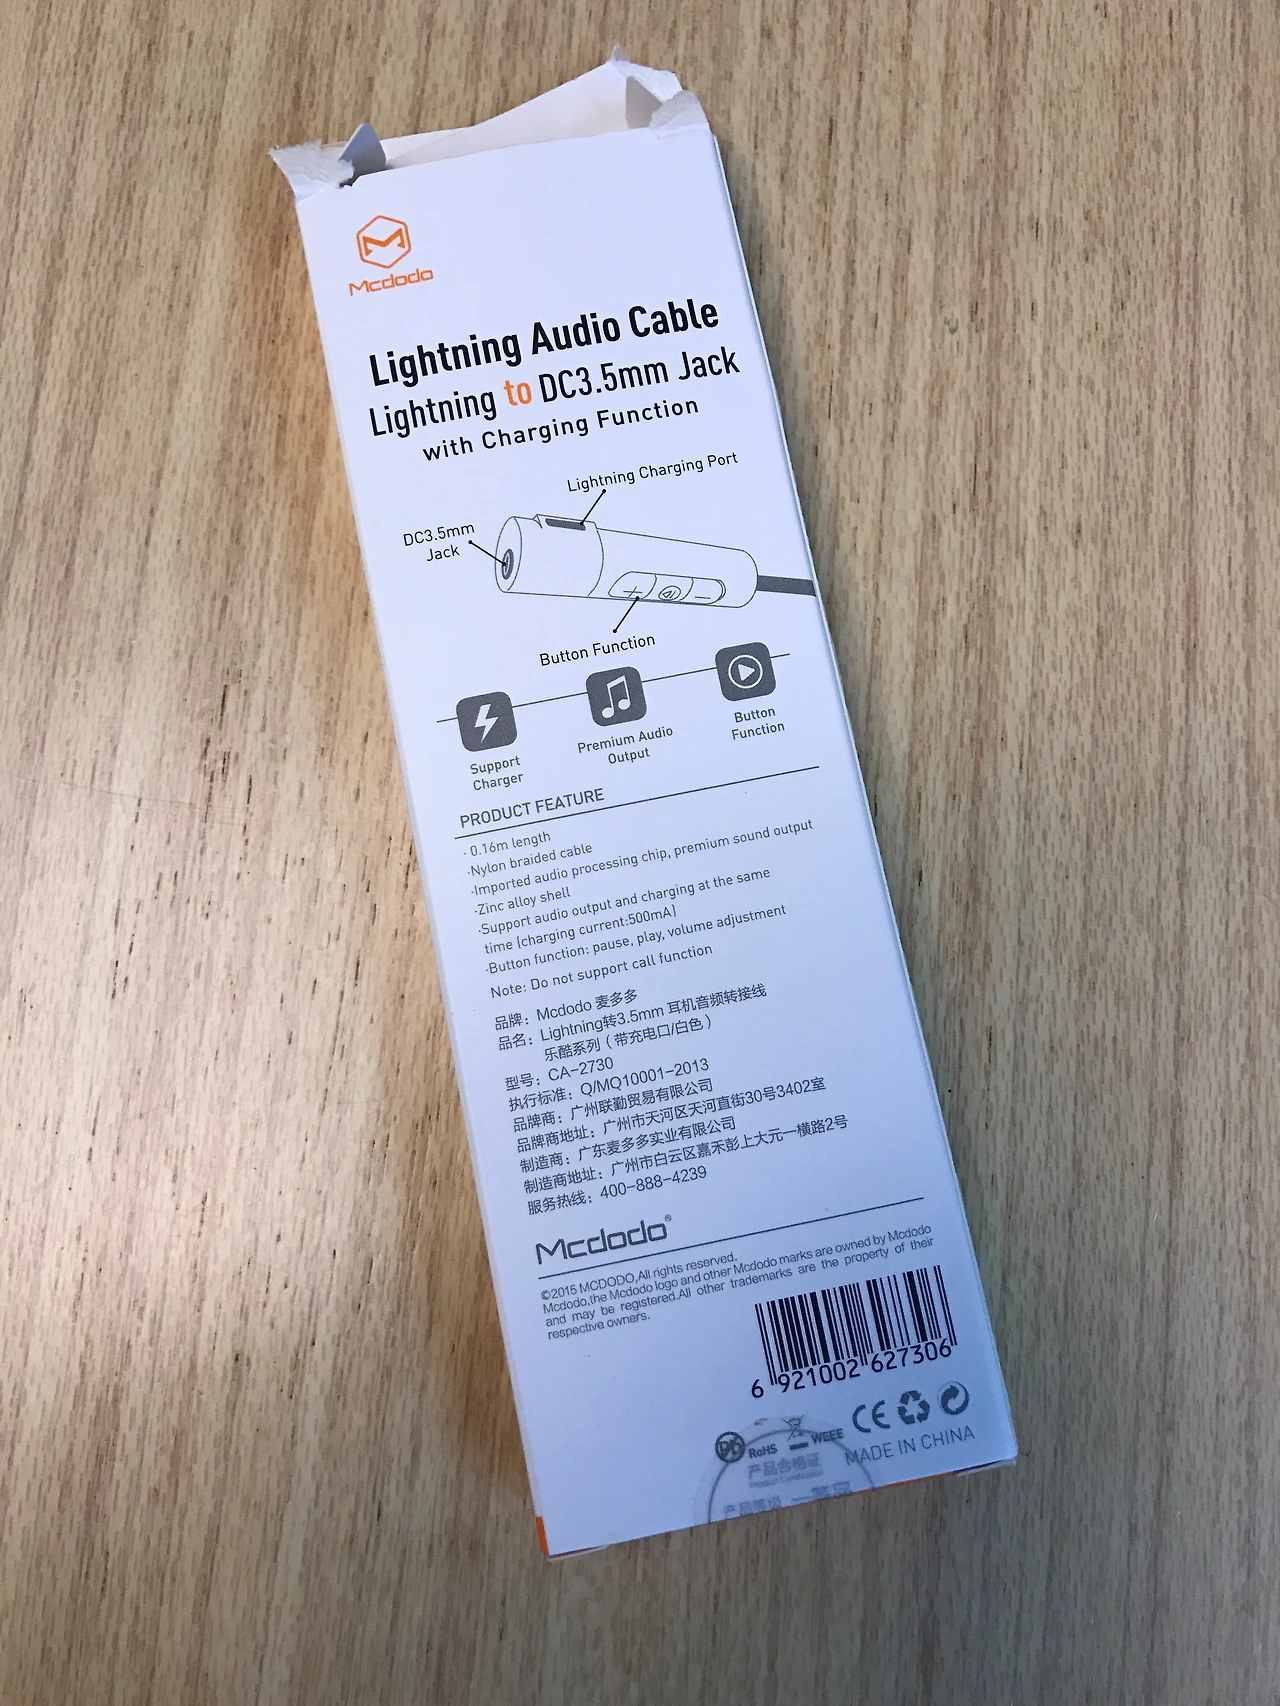 Mcdodo
Lightning Audio Cable
Lightning to DC3.5mm Jack
with Charging Function
Lightning Charging Port
DC3.5mm
Jack
Button Function
Support
Charger
Premium Audio
Output
Button
Function
PRODUCT FEATURE
·0.16m length
·Nylon braided cable
·Imported audio processing chip, premium sound output
·Zinc alloy shell
·Support audio output and charging at the same
time (charging current:500mA)
·Button function: pause, play, volume adjustment
Note: Do not support call function
品牌：Mcdodo 麦多多
品名：Lightning转3.5mm 耳机音频转接线
乐酷系列（带充电口/白色）
型号：CA-2730
执行标准：Q/MQ10001-2013
品牌商：广州联勤贸易有限公司
品牌商地址：广州市天河区天河直街30号3402室
制造商：广东麦多多实业有限公司
制造商地址：广州市白云区嘉禾彭上大元一横路2号
服务热线：400-888-4239
Mcdodo®
©2015 MCDODO,All rights reserved.
Mcdodo,the Mcdodo logo and other Mcdodo marks are owned by Mcdodo
and may be registered.All other trademarks are the property of their
respective owners.
6 921002 627306
Pb RoHS WEEE CE
MADE IN CHINA
产品合格证
Product Certification
产品等级 一等品